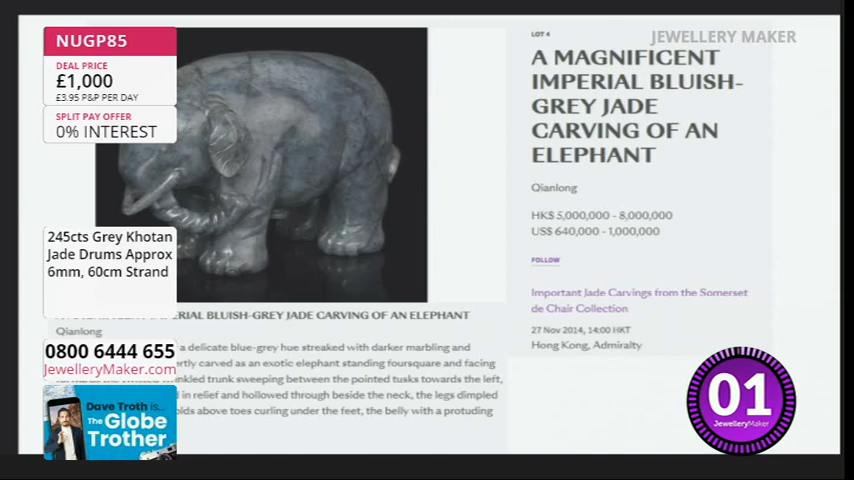 NUGP85
DEAL PRICE
£1,000
£3.95 P&P PER DAY
SPLIT PAY OFFER
0% INTEREST
245cts Grey Khotan
Jade Drums Approx
6mm, 60cm Strand
0800 6444 655
JewelleryMaker.com
Dave Troth is...
The Globe
Trother
JEWELLERY MAKER
LOT 4
A MAGNIFICENT
IMPERIAL BLUISH-
GREY JADE
CARVING OF AN
ELEPHANT
Qianlong
HK$ 5,000,000 - 8,000,000
US$ 640,000 - 1,000,000
FOLLOW
Important Jade Carvings from the Somerset
de Chair Collection
27 Nov 2014, 14:00 HKT
Hong Kong, Admiralty
IMPERIAL BLUISH-GREY JADE CARVING OF AN ELEPHANT
Qianlong
a delicate blue-grey hue streaked with darker marbling and
carved as an exotic elephant standing foursquare and facing
trunk sweeping between the pointed tusks towards the left,
in relief and hollowed through beside the neck, the legs dimpled
above toes curling under the feet, the belly with a protuding
01
JewelleryMaker